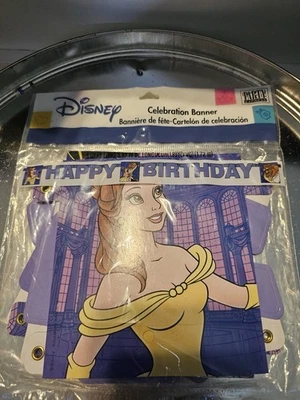 Disney
Celebration Banner
Bannière de fête-Cartelón de celebración
HAPPY BIRTHDAY